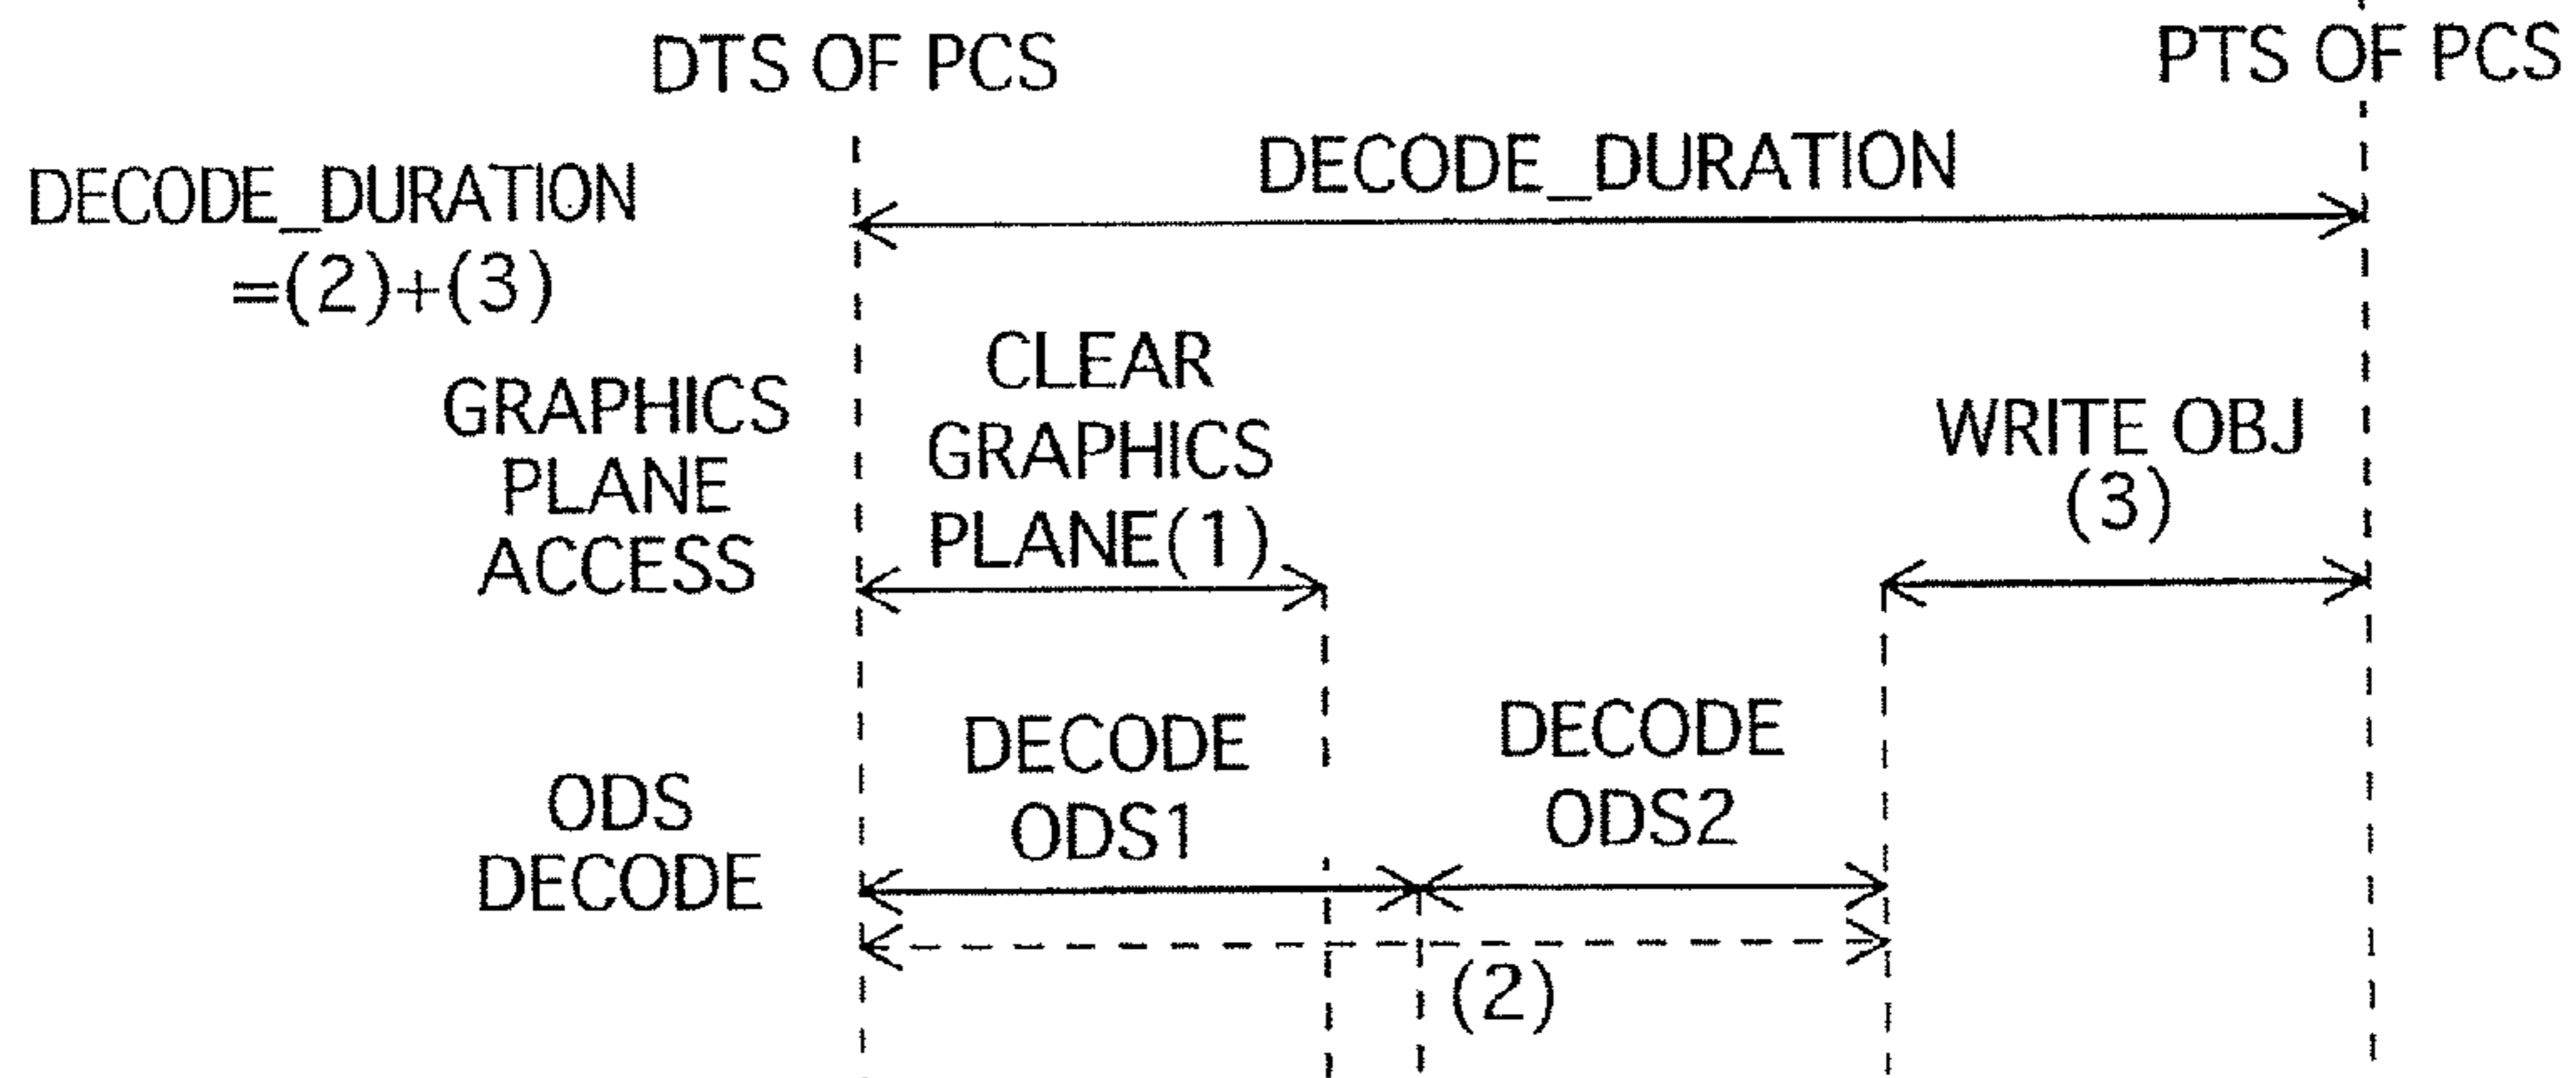 DTS OF PCS
PTS OF PCS
DECODE_DURATION
DECODE_DURATION
=(2)+(3)
CLEAR
GRAPHICS
PLANE(1)
GRAPHICS
PLANE
ACCESS
WRITE OBJ
(3)
DECODE
ODS1
DECODE
ODS2
ODS
DECODE
(2)